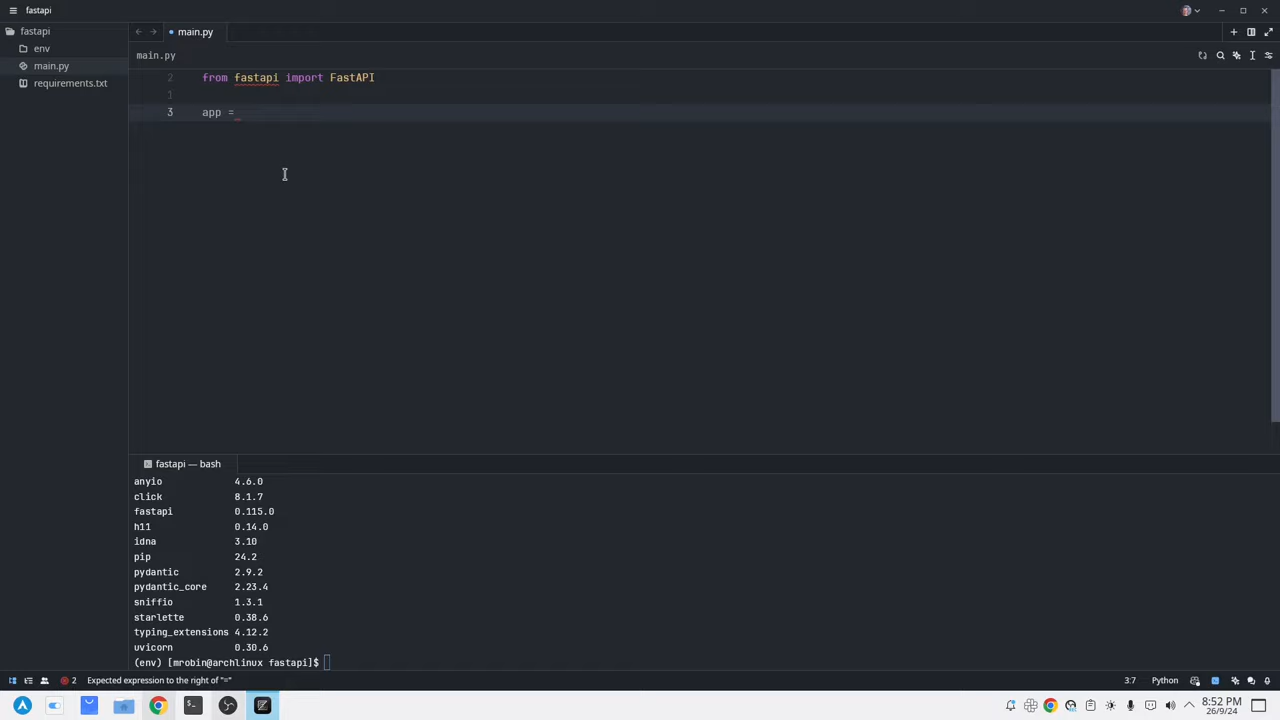 fastapi
fastapi
env
main.py
requirements.txt
main.py
main.py
2 from fastapi import FastAPI
1
3 app =
fastapi — bash
anyio 4.6.0
click 8.1.7
fastapi 0.115.0
h11 0.14.0
idna 3.10
pip 24.2
pydantic 2.9.2
pydantic_core 2.23.4
sniffio 1.3.1
starlette 0.38.6
typing_extensions 4.12.2
uvicorn 0.30.6
(env) [mrobin@archlinux fastapi]$
2 Expected expression to the right of "="
3:7 Python
8:52 PM
26/9/24